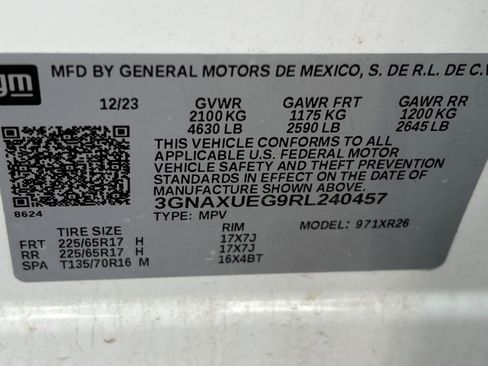 gm
MFD BY GENERAL MOTORS DE MEXICO, S. DE R.L. DE C.V
12/23 GVWR GAWR FRT GAWR RR
2100 KG 1175 KG 1200 KG
4630 LB 2590 LB 2645 LB
THIS VEHICLE CONFORMS TO ALL
APPLICABLE U.S. FEDERAL MOTOR
VEHICLE SAFETY AND THEFT PREVENTION
STANDARDS IN EFFECT ON THE DATE OF
MANUFACTURE SHOWN ABOVE.
3GNAXUEG9RL240457
8624
TYPE: MPV MODEL: 971XR26
TIRE SIZE RIM
FRT 225/65R17 H 17X7J
RR 225/65R17 H 17X7J
SPA T135/70R16 M 16X4BT